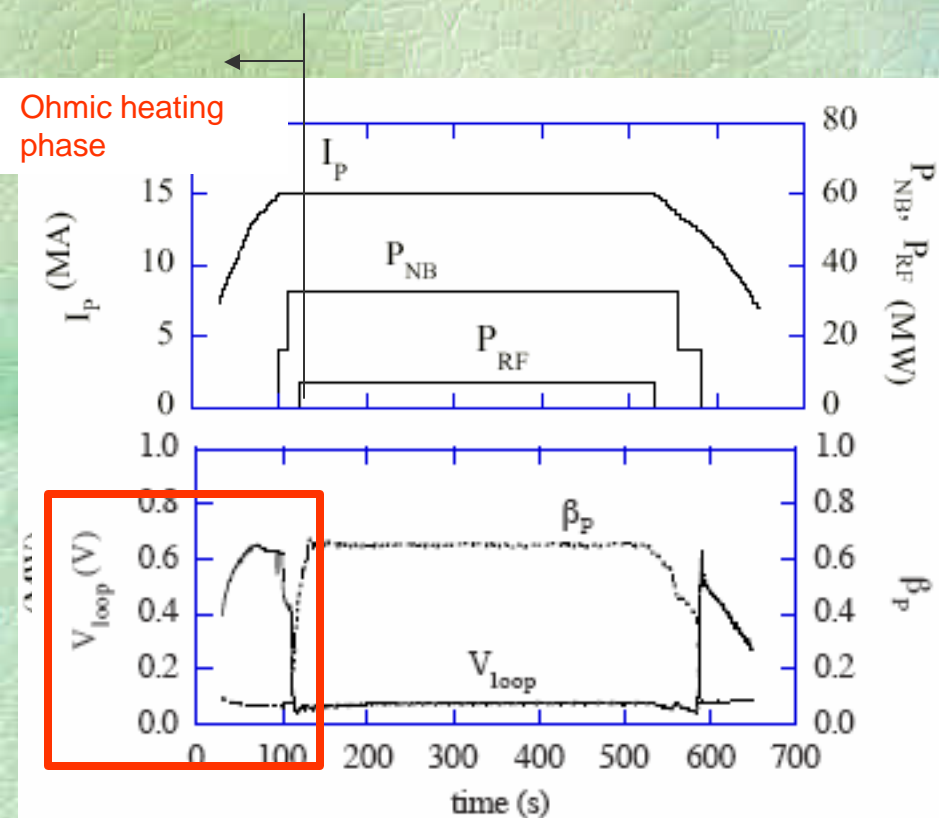 Ohmic heating
phase
I_P
P_NB
P_RF
I_P (MA)
15
10
5
0
80
60
40
20
0
P_NB, P_RF (MW)
1.0
0.8
0.6
0.4
0.2
0.0
V_loop (V)
β_P
V_loop
1.0
0.8
0.6
0.4
0.2
0.0
β_P
0 100 200 300 400 500 600 700
time (s)